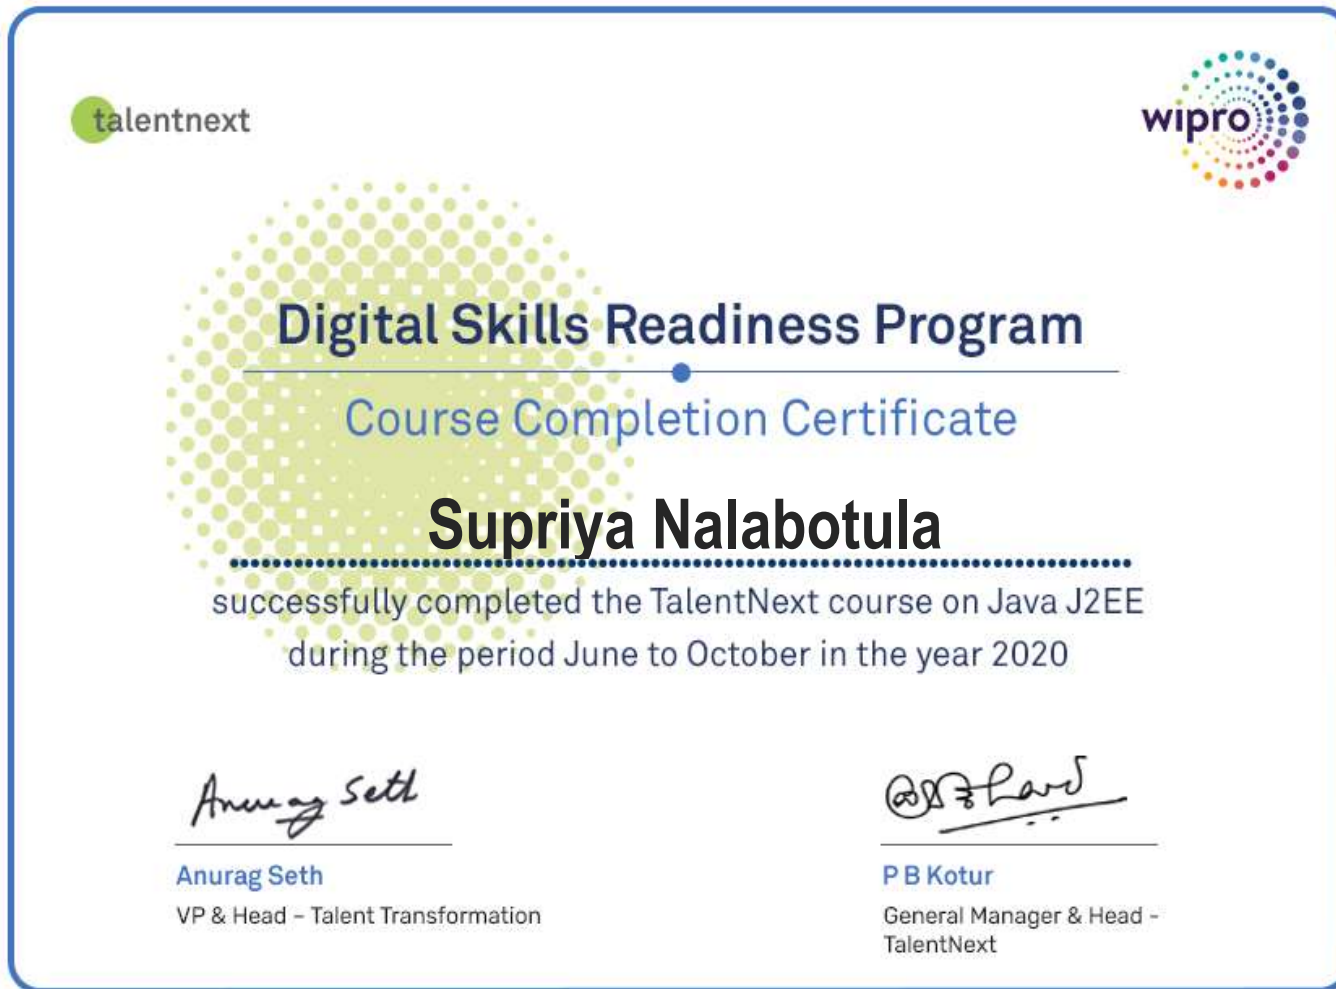 talentnext
wipro
Digital Skills Readiness Program
Course Completion Certificate
Supriya Nalabotula
successfully completed the TalentNext course on Java J2EE
during the period June to October in the year 2020
Anurag Seth
Anurag Seth
VP & Head – Talent Transformation
P B Kotur
General Manager & Head -
TalentNext